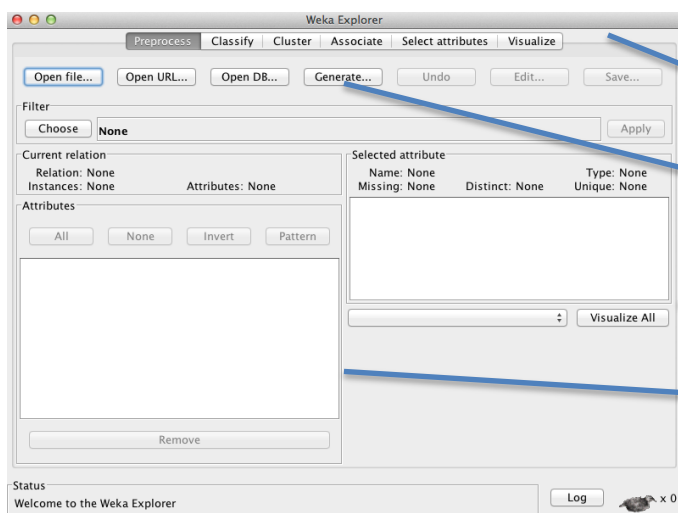 Weka Explorer
Preprocess Classify Cluster Associate Select attributes Visualize
Open file... Open URL... Open DB... Generate... Undo Edit... Save...
Filter
Choose None Apply
Current relation
Relation: None
Instances: None Attributes: None
Selected attribute
Name: None Type: None
Missing: None Distinct: None Unique: None
Attributes
All None Invert Pattern
Visualize All
Remove
Status
Welcome to the Weka Explorer
Log x 0